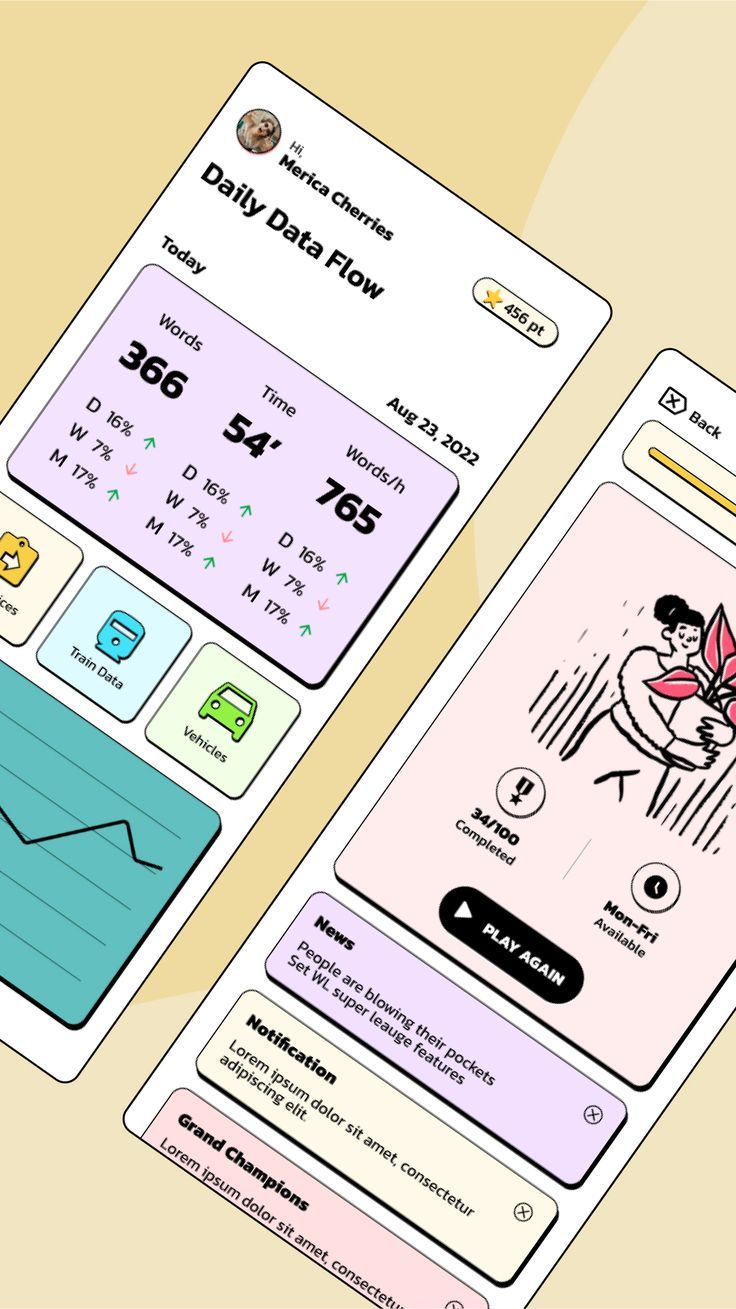 Hi,
Merica Cherries
Daily Data Flow
456 pt
Today
Aug 23, 2022
Words
366
D 16%
W 7%
M 17%
Time
54′
D 16%
W 7%
M 17%
Words/h
765
D 16%
W 7%
M 17%
ices
Train Data
Vehicles
Back
34/100
Completed
Mon-Fri
Available
PLAY AGAIN
News
People are blowing their pockets
Set WL super leauge features
Notification
Lorem ipsum dolor sit amet, consectetur
adipiscing elit.
Grand Champions
Lorem ipsum dolor sit amet, consectetur